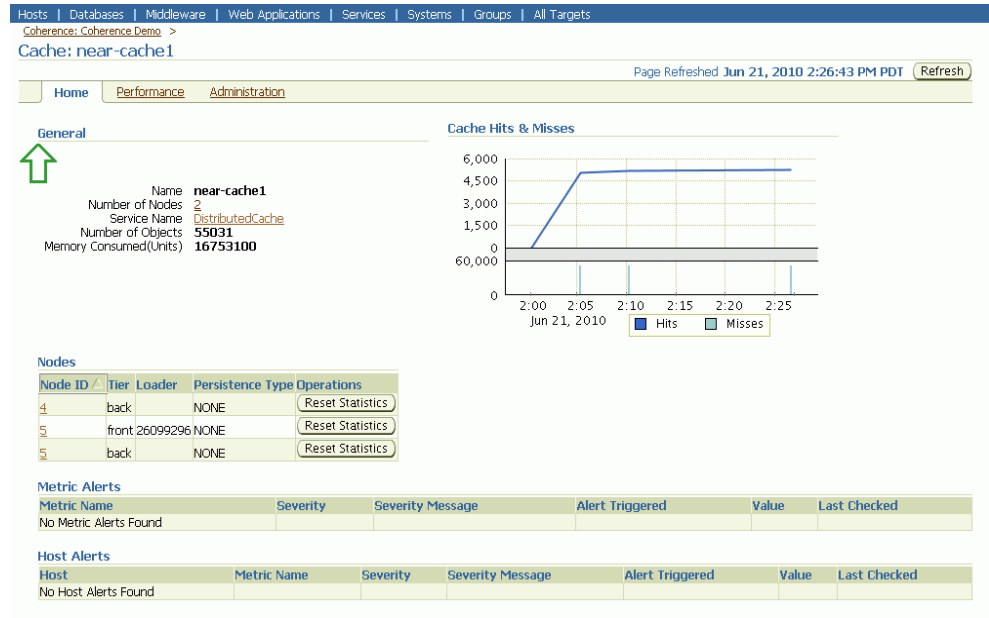 Hosts | Databases | Middleware | Web Applications | Services | Systems | Groups | All Targets
Coherence: Coherence Demo >
Cache: near-cache1
Page Refreshed Jun 21, 2010 2:26:43 PM PDT Refresh
Home Performance Administration
General
Name near-cache1
Number of Nodes 2
Service Name DistributedCache
Number of Objects 55031
Memory Consumed(Units) 16753100
Cache Hits & Misses
6,000
4,500
3,000
1,500
0
60,000
0
2:00 2:05 2:10 2:15 2:20 2:25
Jun 21, 2010
Hits Misses
Nodes
Node ID Tier Loader Persistence Type Operations
4 back NONE Reset Statistics
5 front 26099296 NONE Reset Statistics
5 back NONE Reset Statistics
Metric Alerts
Metric Name Severity Severity Message Alert Triggered Value Last Checked
No Metric Alerts Found
Host Alerts
Host Metric Name Severity Severity Message Alert Triggered Value Last Checked
No Host Alerts Found